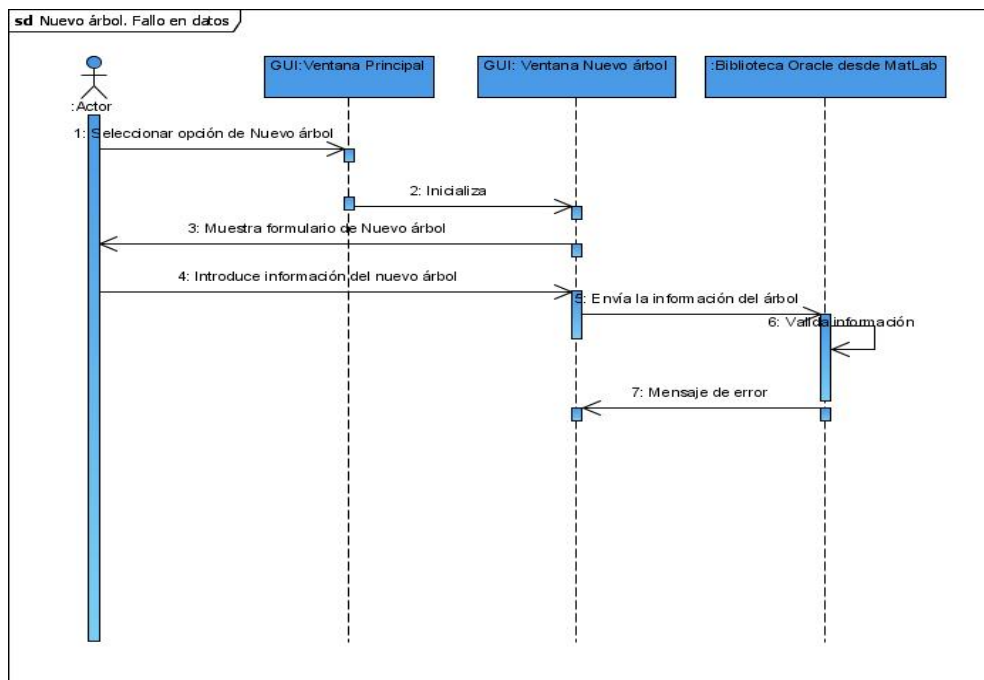 sd Nuevo árbol. Fallo en datos
GUI:Ventana Principal
GUI: Ventana Nuevo árbol
:Biblioteca Oracle desde MatLab
:Actor
1: Seleccionar opción de Nuevo árbol
2: Inicializa
3: Muestra formulario de Nuevo árbol
4: Introduce información del nuevo árbol
5: Envía la información del árbol
6: Valida información
7: Mensaje de error